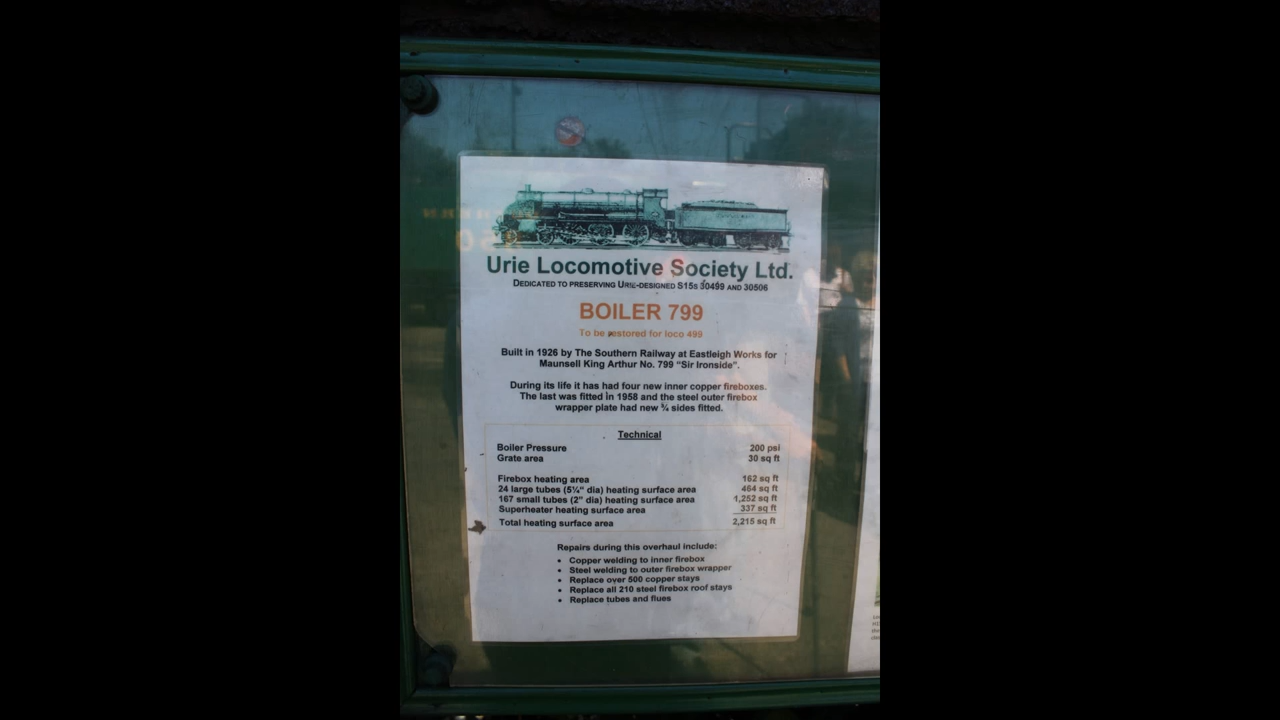 Urie Locomotive Society Ltd.
DEDICATED TO PRESERVING URIE-DESIGNED S15s 30499 AND 30506
BOILER 799
To be restored for loco 499
Built in 1926 by The Southern Railway at Eastleigh Works for
Maunsell King Arthur No. 799 “Sir Ironside”.
During its life it has had four new inner copper fireboxes.
The last was fitted in 1958 and the steel outer firebox
wrapper plate had new ¾ sides fitted.
Technical
Boiler Pressure 200 psi
Grate area 30 sq ft
Firebox heating area 162 sq ft
24 large tubes (5¼“ dia) heating surface area 464 sq ft
167 small tubes (2” dia) heating surface area 1,252 sq ft
Superheater heating surface area 337 sq ft
Total heating surface area 2,215 sq ft
Repairs during this overhaul include:
• Copper welding to inner firebox
• Steel welding to outer firebox wrapper
• Replace over 500 copper stays
• Replace all 210 steel firebox roof stays
• Replace tubes and flues